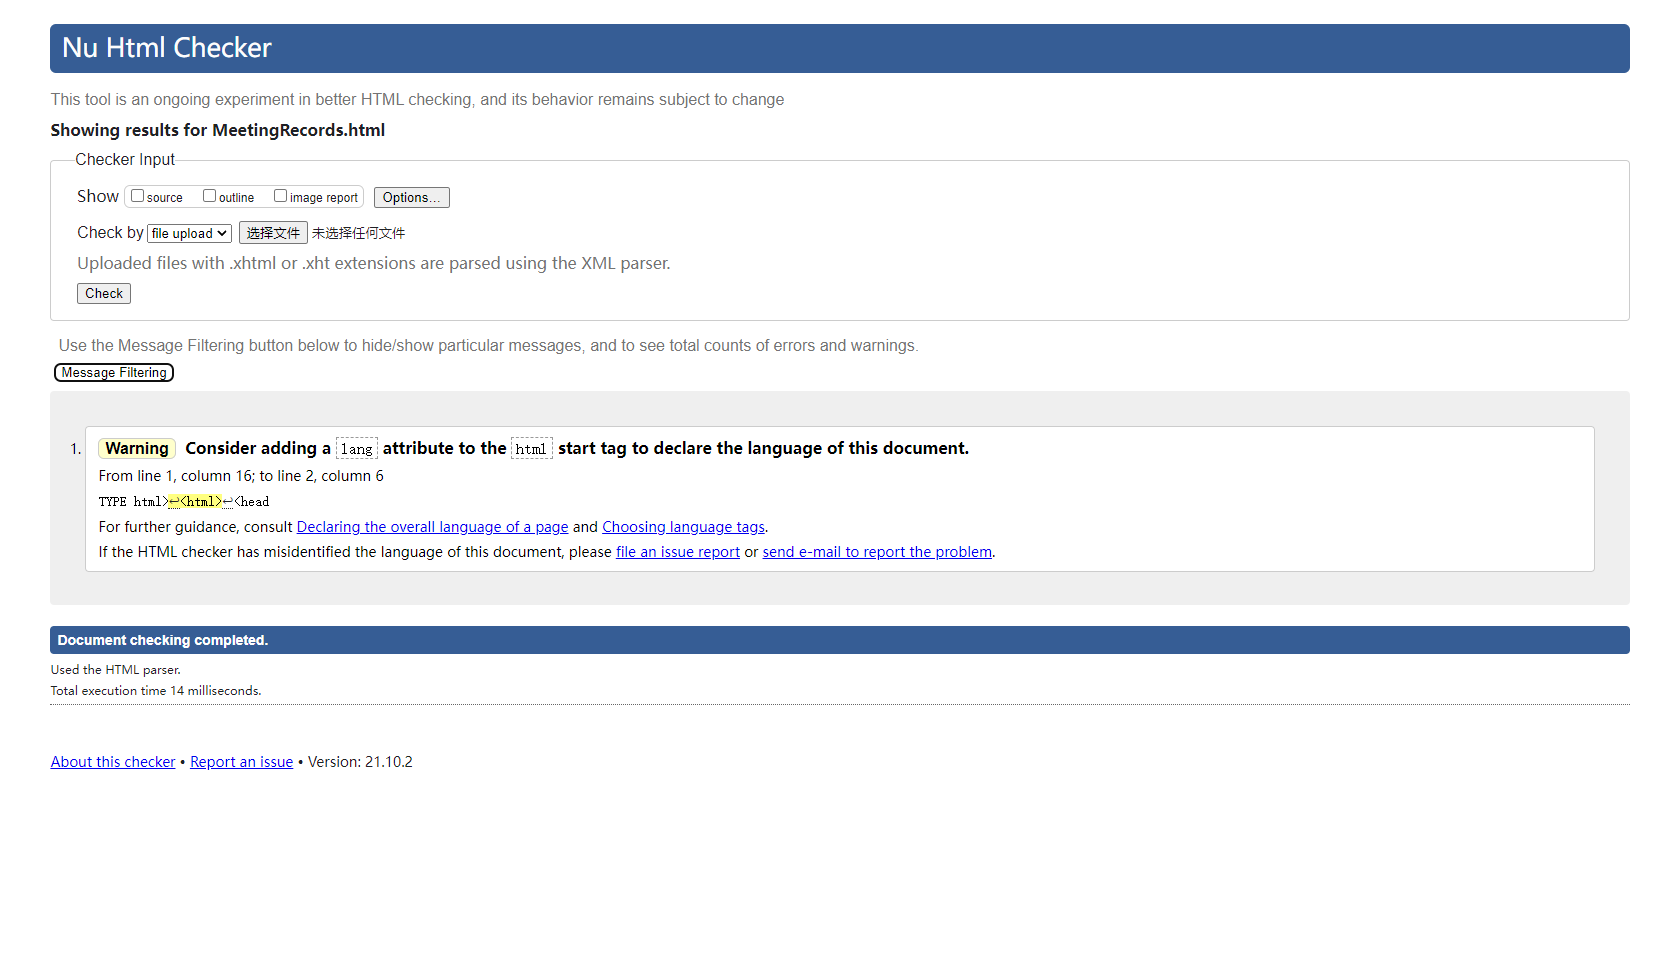 Nu Html Checker
This tool is an ongoing experiment in better HTML checking, and its behavior remains subject to change
Showing results for MeetingRecords.html
Checker Input
Show source outline image report Options...
Check by file upload 选择文件 未选择任何文件
Uploaded files with .xhtml or .xht extensions are parsed using the XML parser.
Check
Use the Message Filtering button below to hide/show particular messages, and to see total counts of errors and warnings.
Message Filtering
1. Warning Consider adding a lang attribute to the html start tag to declare the language of this document.
From line 1, column 16; to line 2, column 6
TYPE html>↩<html>↩<head
For further guidance, consult Declaring the overall language of a page and Choosing language tags.
If the HTML checker has misidentified the language of this document, please file an issue report or send e-mail to report the problem.
Document checking completed.
Used the HTML parser.
Total execution time 14 milliseconds.
About this checker • Report an issue • Version: 21.10.2